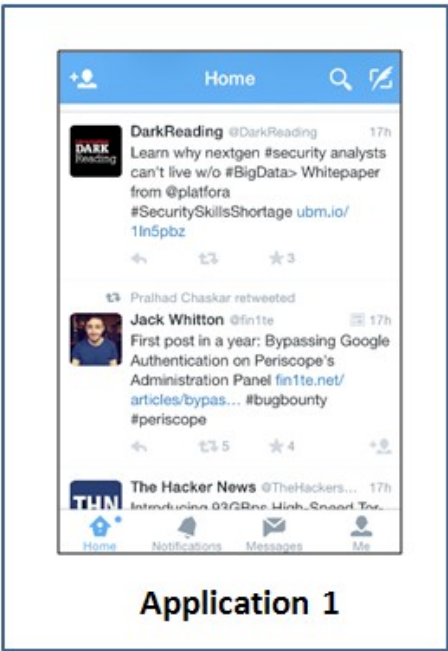 Home
DarkReading @DarkReading 17h
DARK
Reading
Learn why nextgen #security analysts
can't live w/o #BigData> Whitepaper
from @platfora
#SecuritySkillsShortage ubm.io/
1In5pbz
3
Pralhad Chaskar retweeted
Jack Whitton @fin1te 17h
First post in a year: Bypassing Google
Authentication on Periscope's
Administration Panel fin1te.net/
articles/bypas... #bugbounty
#periscope
5 4
The Hacker News @TheHackers... 17h
THN
Introducing 93GBps High-Speed Tor-
Home Notifications Messages Me
Application 1